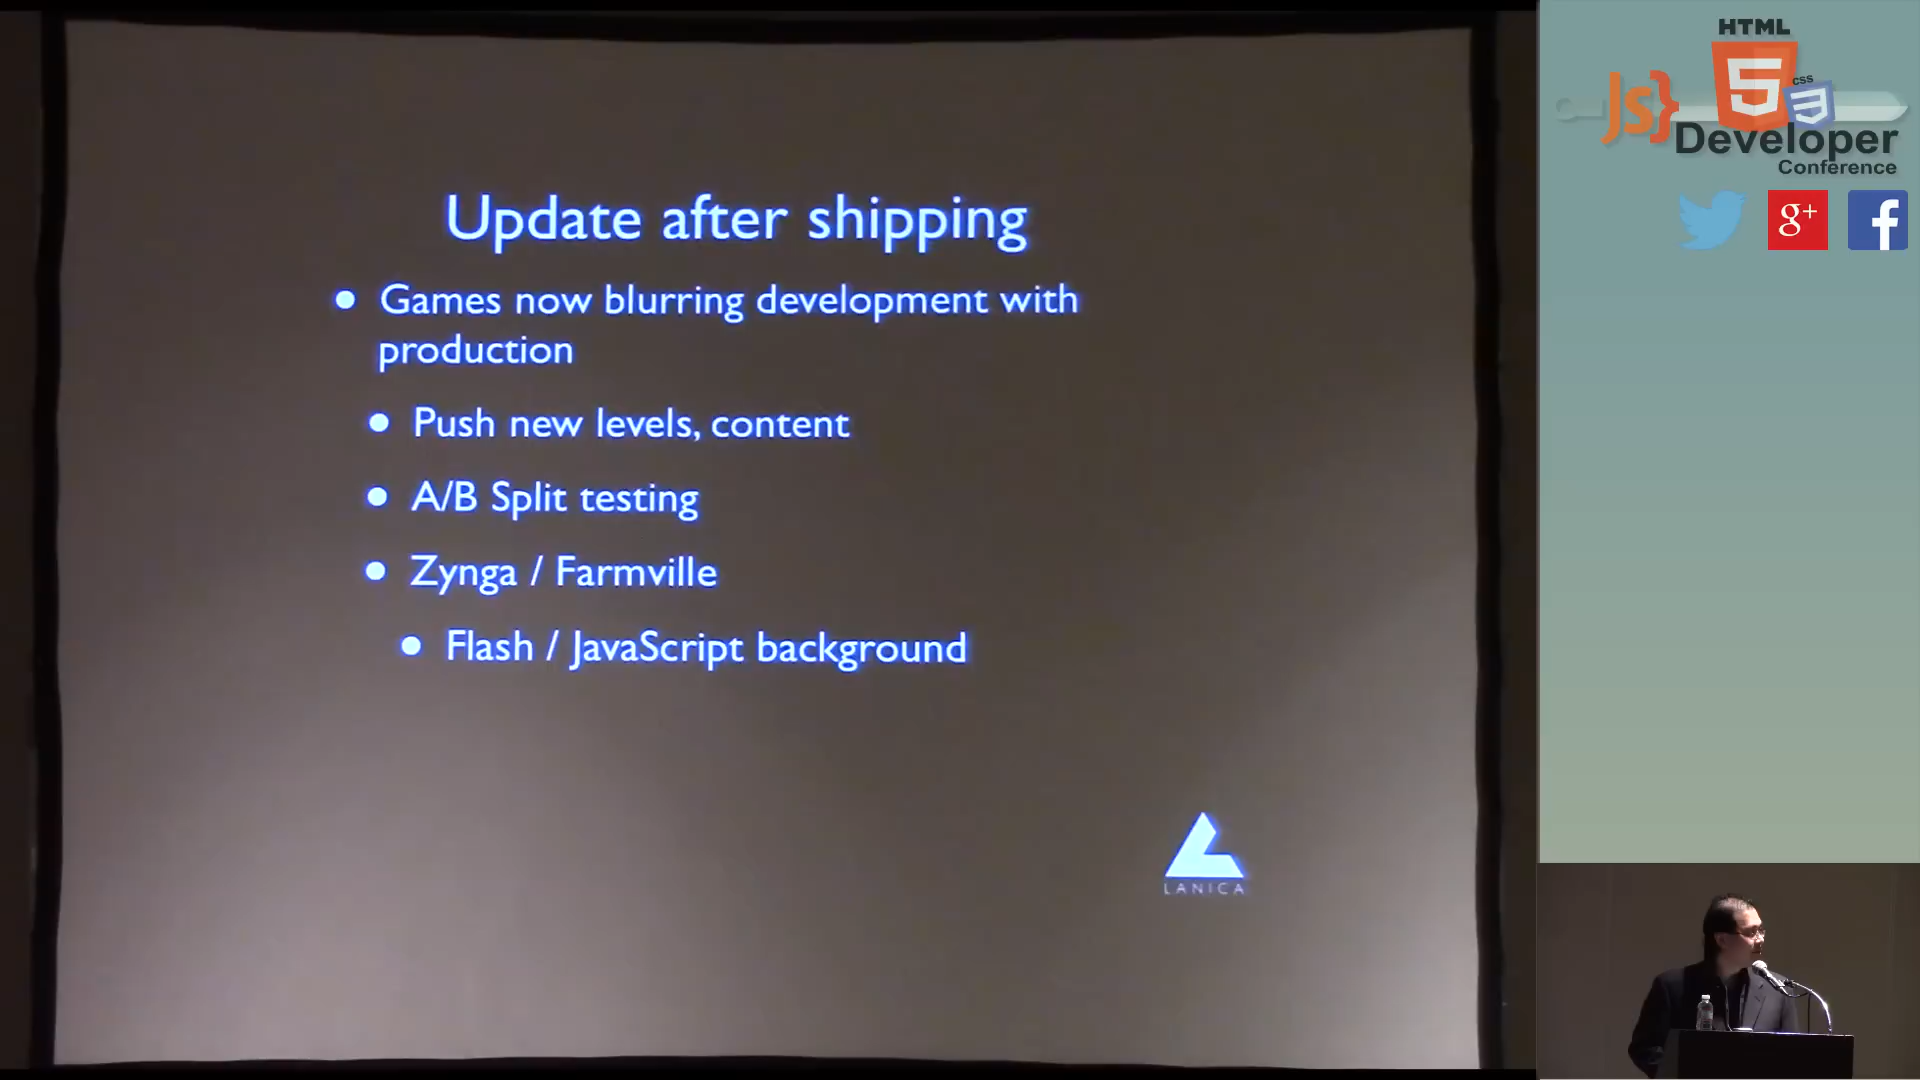 Update after shipping
Games now blurring development with
production
Push new levels, content
A/B Split testing
Zynga / Farmville
Flash / JavaScript background
LANICA
HTML
5
JS}
CSS
3
Developer
Conference
g+
f